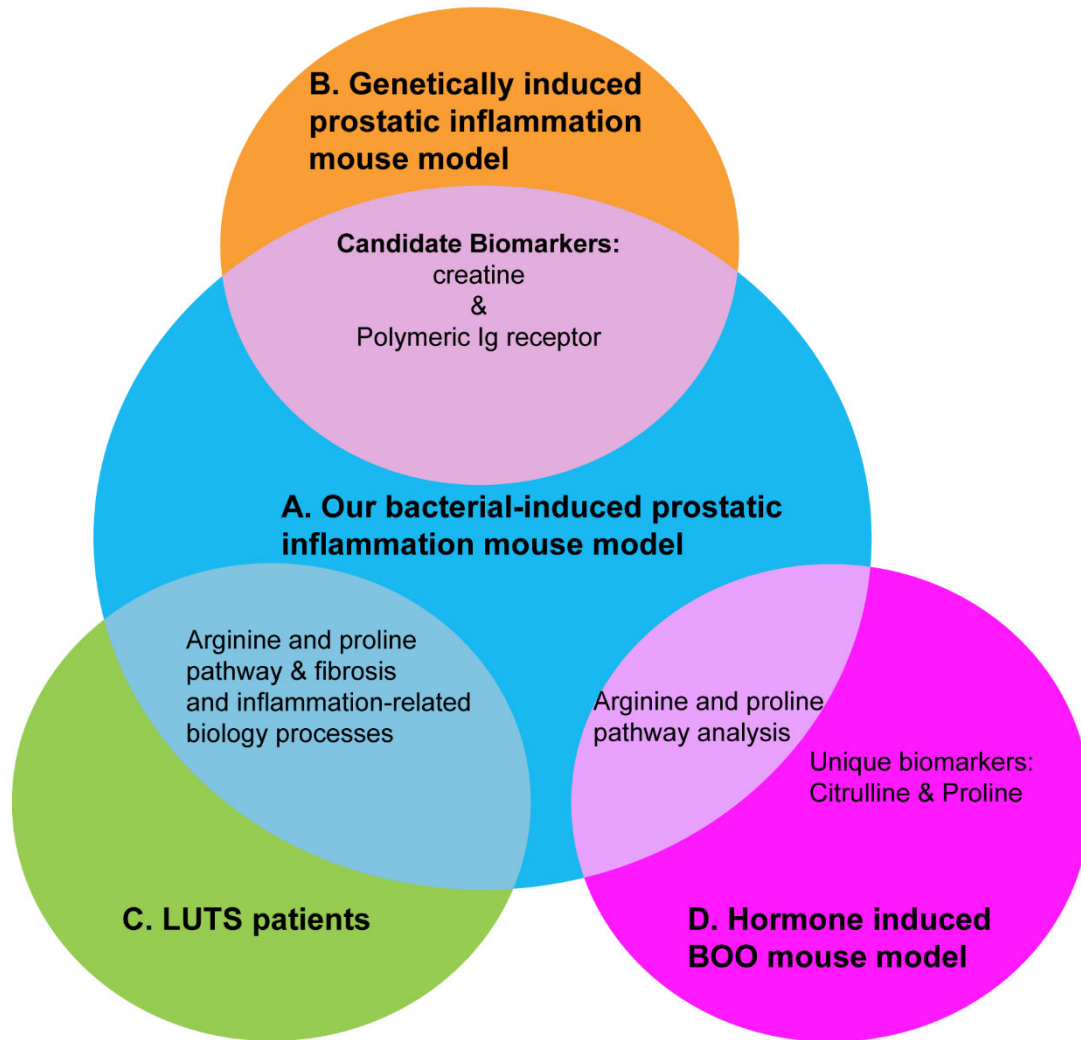 B. Genetically induced
prostatic inflammation
mouse model
Candidate Biomarkers:
creatine
&
Polymeric Ig receptor
A. Our bacterial-induced prostatic
inflammation mouse model
Arginine and proline
pathway & fibrosis
and inflammation-related
biology processes
Arginine and proline
pathway analysis
Unique biomarkers:
Citrulline & Proline
C. LUTS patients
D. Hormone induced
BOO mouse model